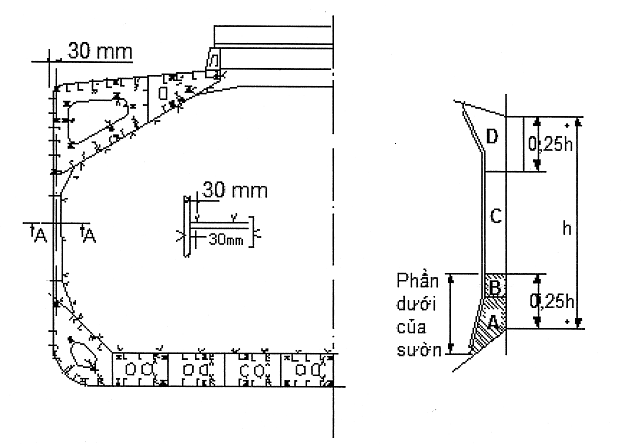 30 mm
A A
30 mm
30mm
D
0,25h
C
h
B
0,25h
A
Phần
dưới
của
sườn